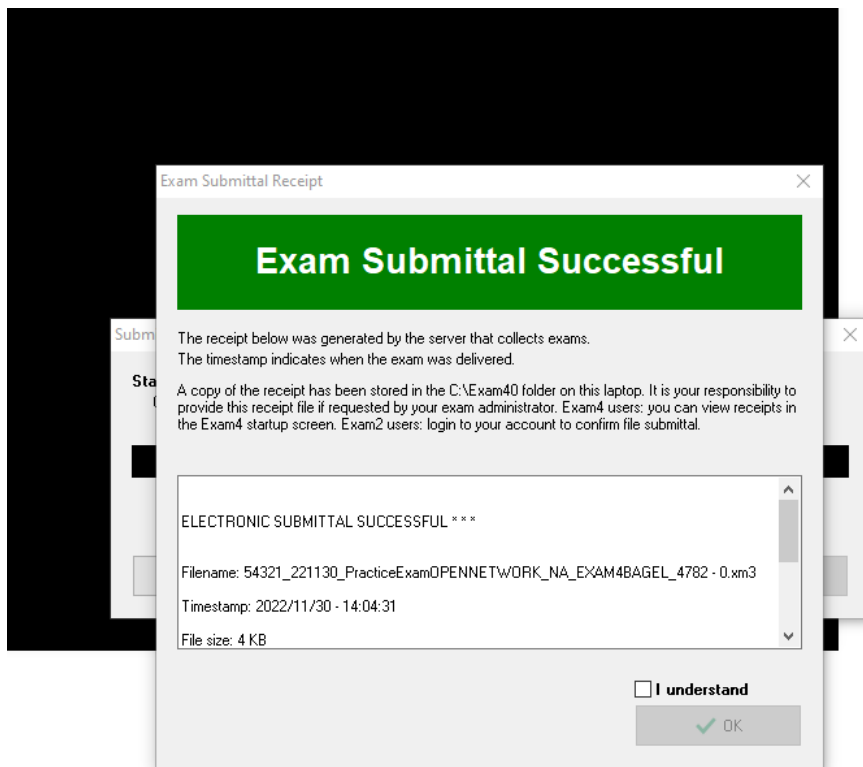 Exam Submittal Receipt
Exam Submittal Successful
Subm
The receipt below was generated by the server that collects exams.
The timestamp indicates when the exam was delivered.
Sta
A copy of the receipt has been stored in the C:\Exam40 folder on this laptop. It is your responsibility to
provide this receipt file if requested by your exam administrator. Exam4 users: you can view receipts in
the Exam4 startup screen. Exam2 users: login to your account to confirm file submittal.
ELECTRONIC SUBMITTAL SUCCESSFUL * * *
Filename: 54321_221130_PracticeExamOPENNETWORK_NA_EXAM4BAGEL_4782 - 0.xm3
Timestamp: 2022/11/30 - 14:04:31
File size: 4 KB
I understand
OK